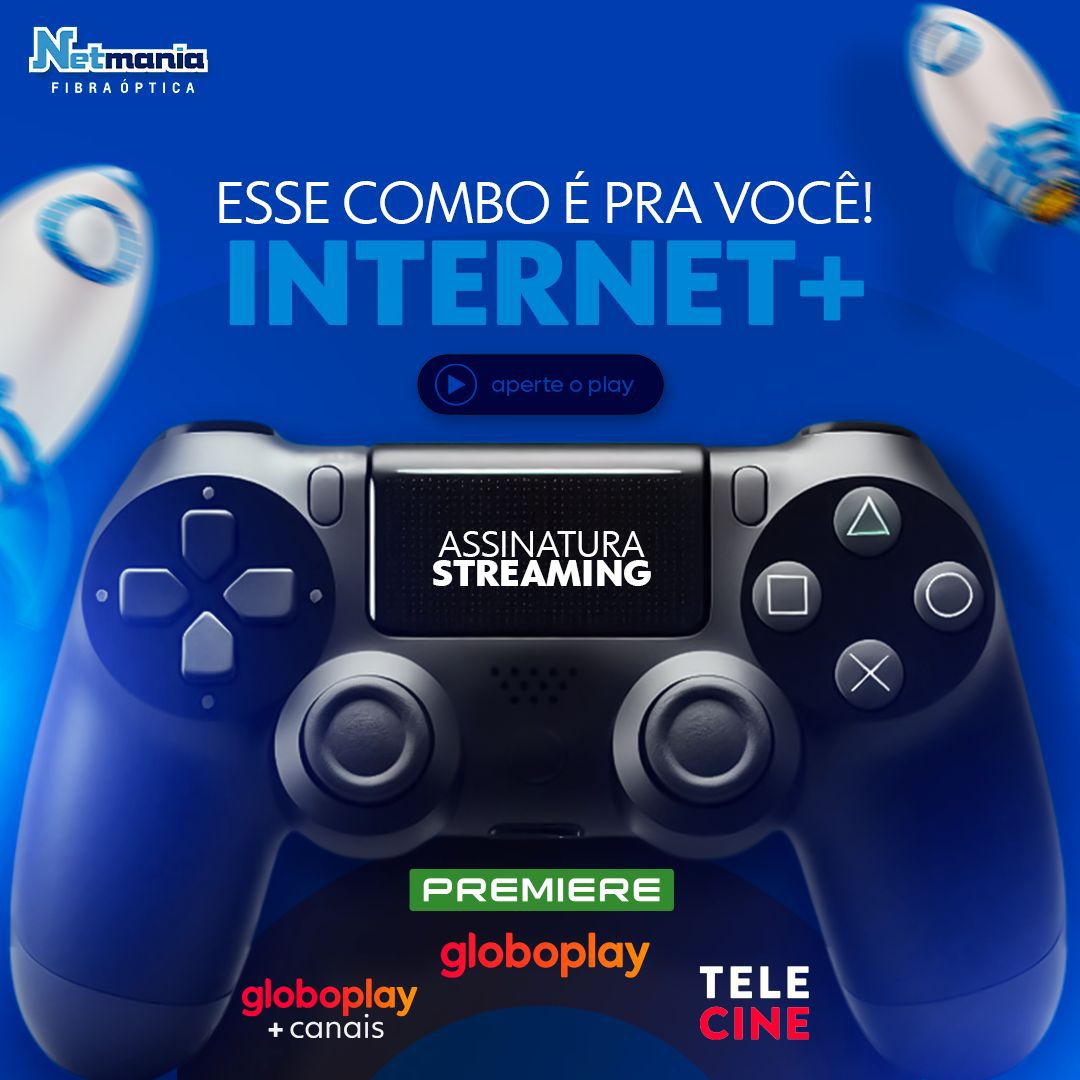 Netmania
FIBRA ÓPTICA
ESSE COMBO É PRA VOCÊ!
INTERNET+
aperte o play
ASSINATURA
STREAMING
PREMIERE
globoplay
globoplay
+ canais
TELE
CINE